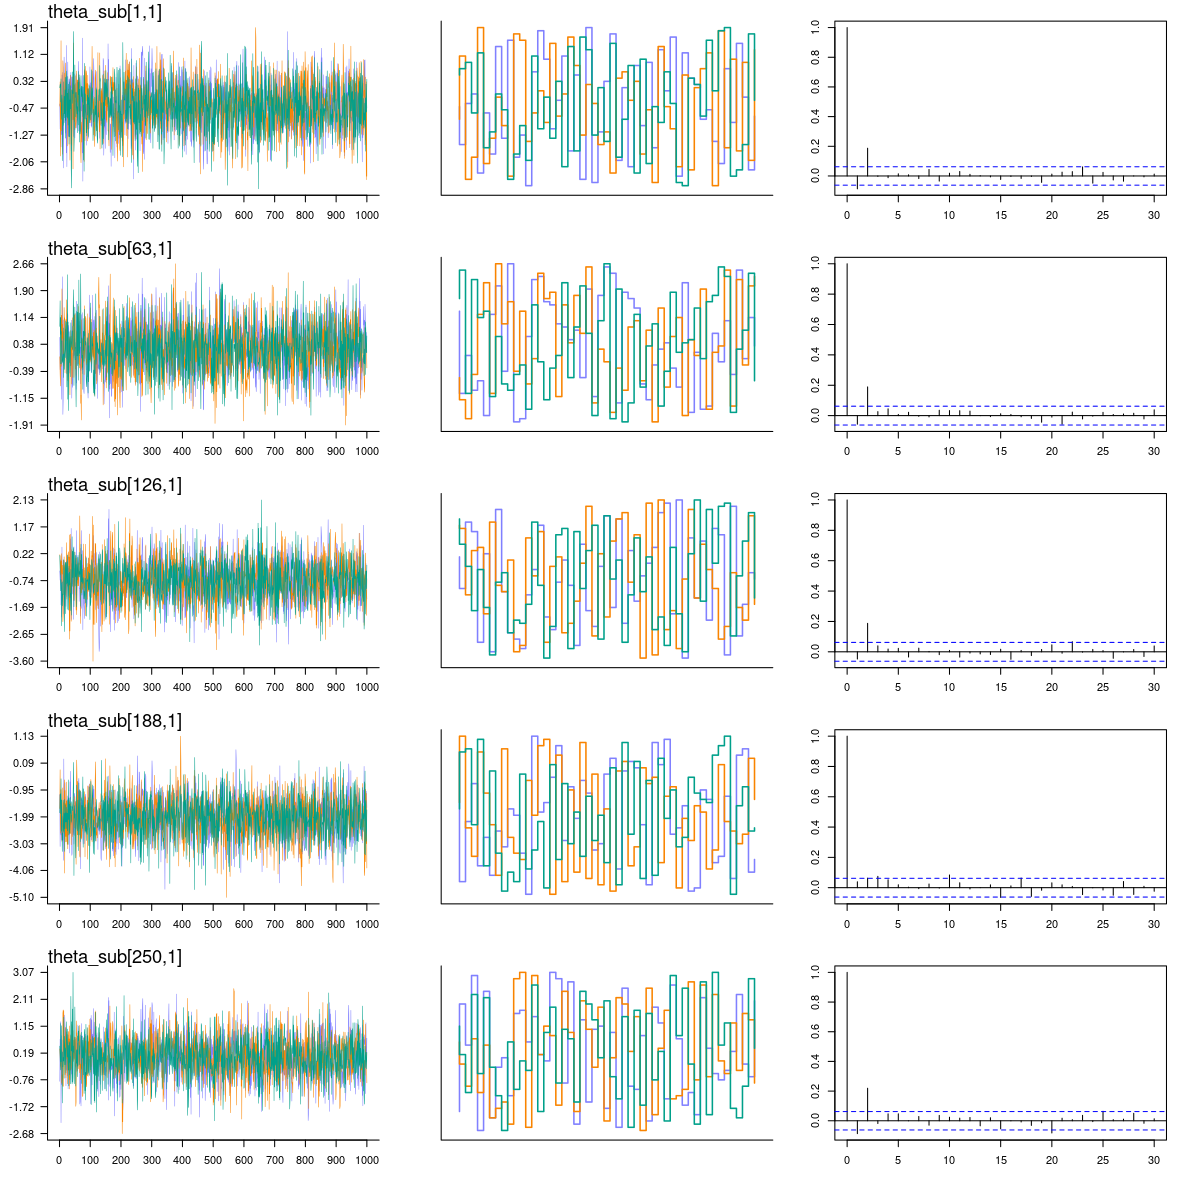 theta_sub[1,1]
1.91
1.12
0.32
-0.47
-1.27
-2.06
-2.86
0 100 200 300 400 500 600 700 800 900 1000
0.0 0.2 0.4 0.6 0.8 1.0
0 5 10 15 20 25 30
theta_sub[63,1]
2.66
1.90
1.14
0.38
-0.39
-1.15
-1.91
0 100 200 300 400 500 600 700 800 900 1000
0.0 0.2 0.4 0.6 0.8 1.0
0 5 10 15 20 25 30
theta_sub[126,1]
2.13
1.17
0.22
-0.74
-1.69
-2.65
-3.60
0 100 200 300 400 500 600 700 800 900 1000
0.0 0.2 0.4 0.6 0.8 1.0
0 5 10 15 20 25 30
theta_sub[188,1]
1.13
0.09
-0.95
-1.99
-3.03
-4.06
-5.10
0 100 200 300 400 500 600 700 800 900 1000
0.0 0.2 0.4 0.6 0.8 1.0
0 5 10 15 20 25 30
theta_sub[250,1]
3.07
2.11
1.15
0.19
-0.76
-1.72
-2.68
0 100 200 300 400 500 600 700 800 900 1000
0.0 0.2 0.4 0.6 0.8 1.0
0 5 10 15 20 25 30